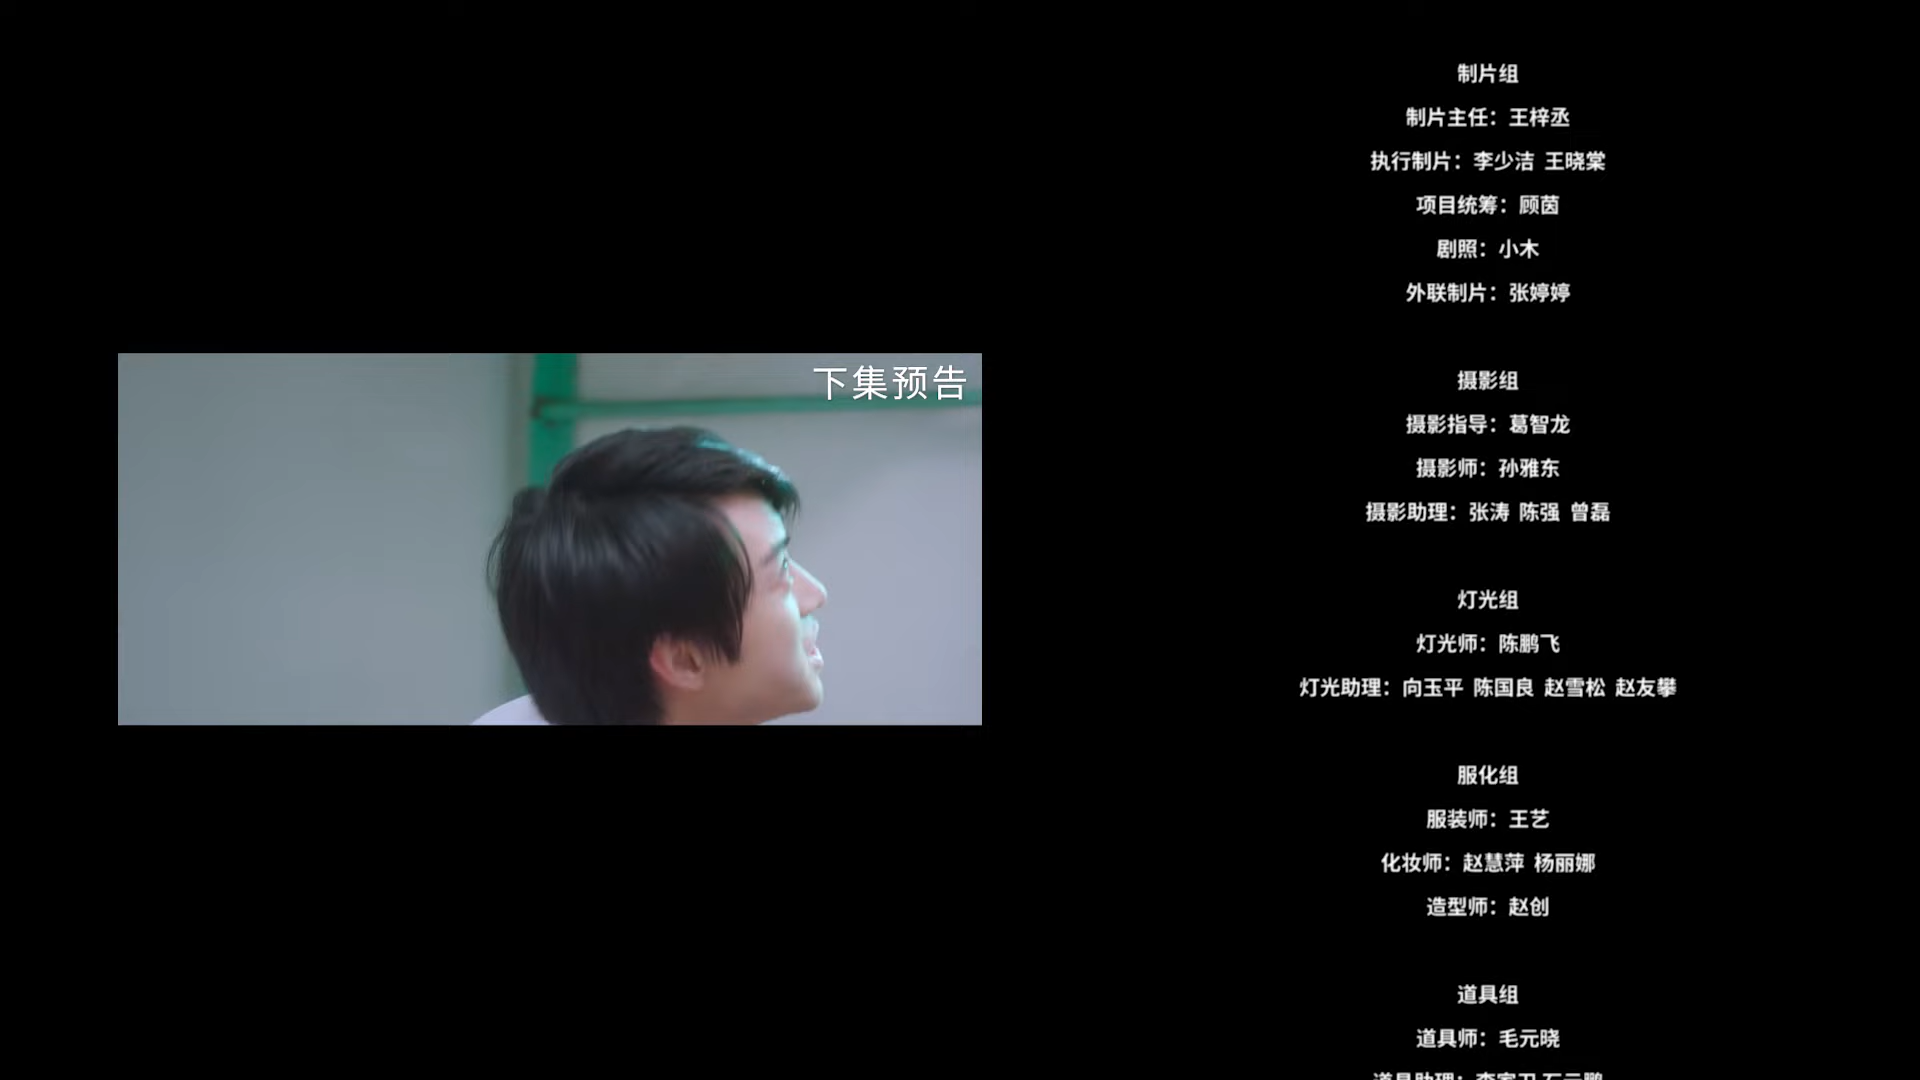 下集预告
制片组
制片主任：王梓丞
执行制片：李少洁 王晓棠
项目统筹：顾茵
剧照：小木
外联制片：张婷婷
摄影组
摄影指导：葛智龙
摄影师：孙雅东
摄影助理：张涛 陈强 曾磊
灯光组
灯光师：陈鹏飞
灯光助理：向玉平 陈国良 赵雪松 赵友攀
服化组
服装师：王艺
化妆师：赵慧萍 杨丽娜
造型师：赵创
道具组
道具师：毛元晓
道具助理：